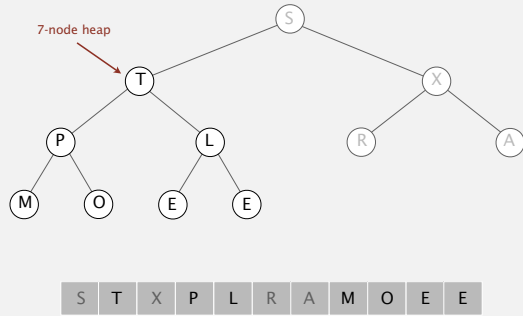 S
7-node heap
T X
P L R A
M O E E
S T X P L R A M O E E